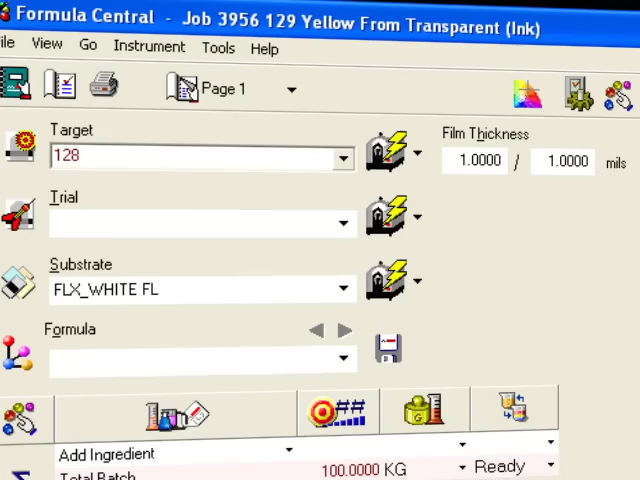 Formula Central - Job 3956 129 Yellow From Transparent (Ink)
File View Go Instrument Tools Help
Page 1
Target
128
Film Thickness
1.0000 / 1.0000 mils
Trial
Substrate
FLX_WHITE FL
Formula
##
Add Ingredient
Total Batch 100.0000 KG Ready